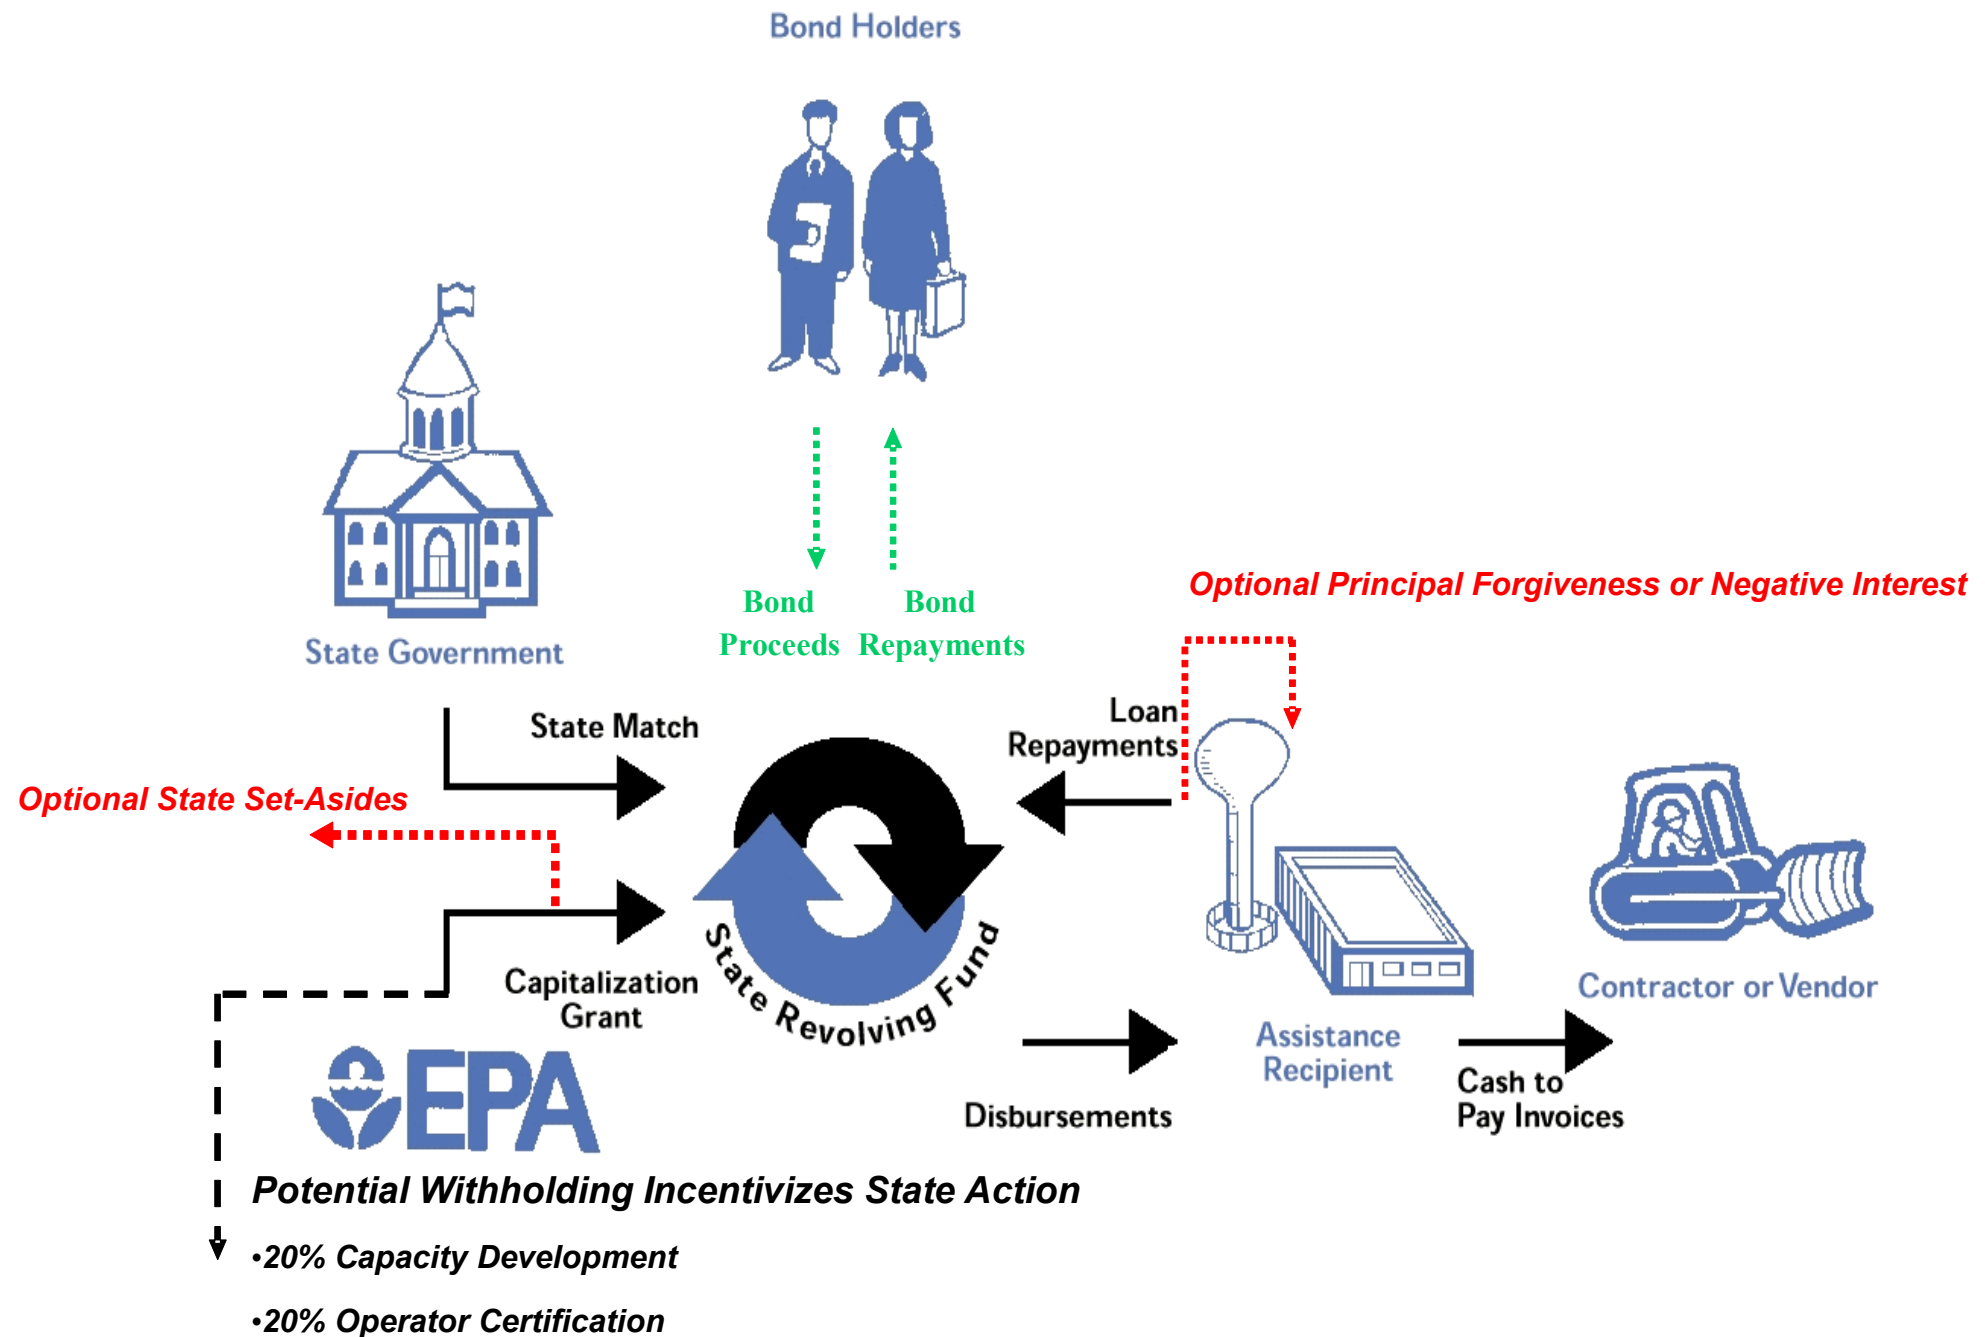 Bond Holders
State Government
Bond
Proceeds
Bond
Repayments
Optional Principal Forgiveness or Negative Interest
State Match
Loan
Repayments
Optional State Set-Asides
Capitalization
Grant
State Revolving Fund
Contractor or Vendor
Assistance
Recipient
Disbursements
Cash to
Pay Invoices
EPA
Potential Withholding Incentivizes State Action
•20% Capacity Development
•20% Operator Certification